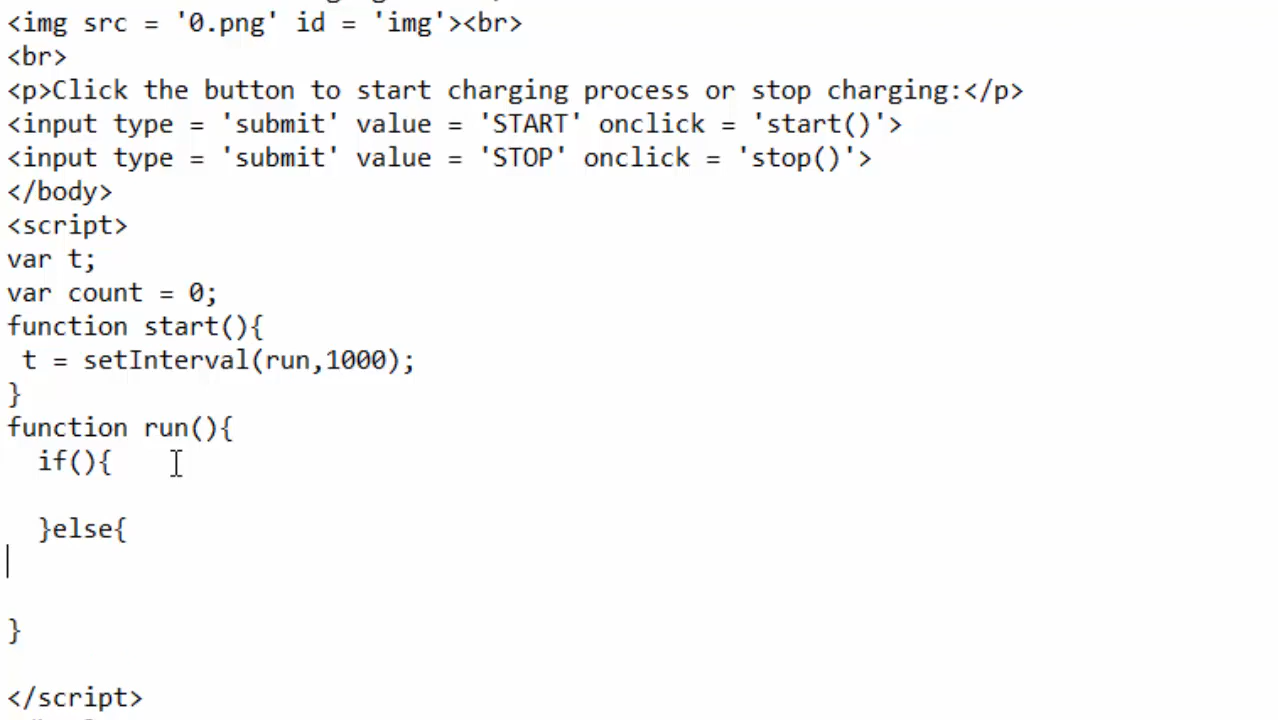 <img src = '0.png' id = 'img'><br>
<br>
<p>Click the button to start charging process or stop charging:</p>
<input type = 'submit' value = 'START' onclick = 'start()'>
<input type = 'submit' value = 'STOP' onclick = 'stop()'>
</body>
<script>
var t;
var count = 0;
function start(){
 t = setInterval(run,1000);
}
function run(){
  if(){
  }else{
}
</script>